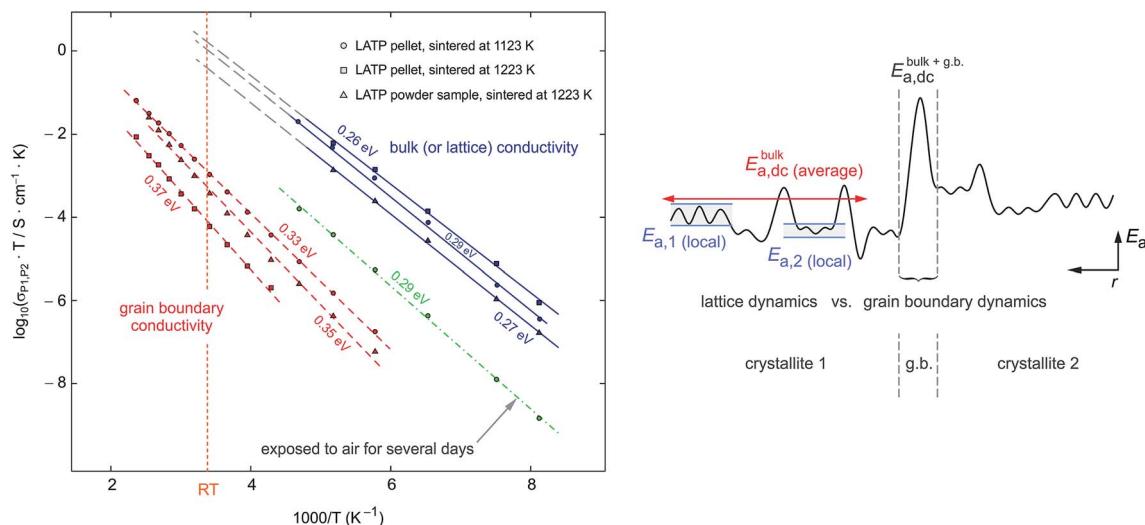 log₁₀(σP1,P2 · T / S · cm⁻¹ · K)
0
− 2
− 4
− 6
− 8
LATP pellet, sintered at 1123 K
LATP pellet, sintered at 1223 K
LATP powder sample, sintered at 1223 K
0.26 eV
bulk (or lattice) conductivity
0.29 eV
0.27 eV
0.37 eV
0.33 eV
0.35 eV
0.29 eV
grain boundary
conductivity
exposed to air for several days
2
RT
4
6
8
1000/T (K⁻¹)
Ea,dc bulk + g.b.
Ea,dc bulk (average)
Ea,1 (local)
Ea,2 (local)
Ea
r
lattice dynamics vs. grain boundary dynamics
crystallite 1
g.b.
crystallite 2